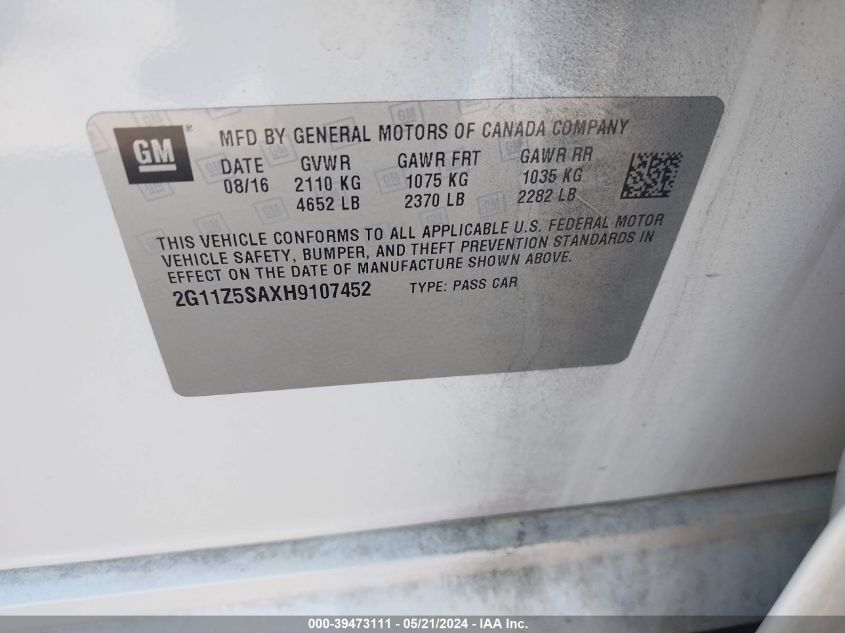 GM ® MFD BY GENERAL MOTORS OF CANADA COMPANY
DATE GVWR GAWR FRT GAWR RR
08/16 2110 KG 1075 KG 1035 KG
4652 LB 2370 LB 2282 LB
THIS VEHICLE CONFORMS TO ALL APPLICABLE U.S. FEDERAL MOTOR
VEHICLE SAFETY, BUMPER, AND THEFT PREVENTION STANDARDS IN
EFFECT ON THE DATE OF MANUFACTURE SHOWN ABOVE.
2G11Z5SAXH9107452 TYPE: PASS CAR
000-39473111 - 05/21/2024 - IAA Inc.